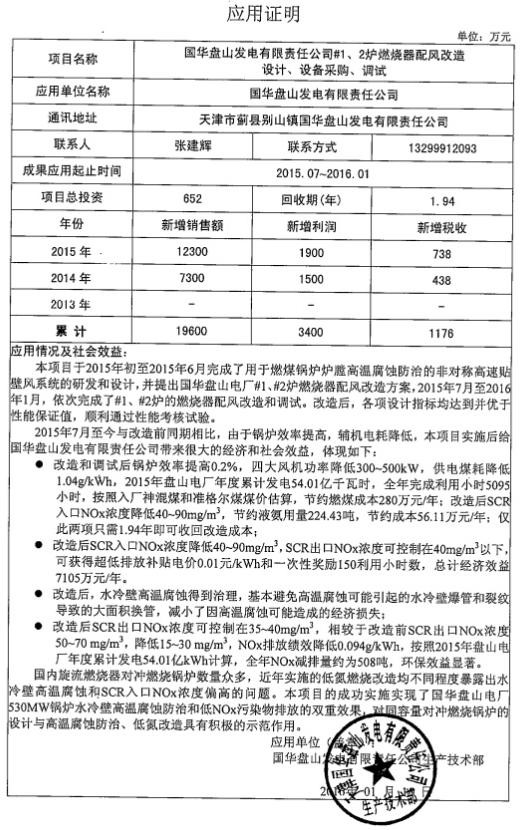 应用证明
单位：万元
项目名称 国华盘山发电有限责任公司#1、2炉燃烧器配风改造
设计、设备采购、调试
应用单位名称 国华盘山发电有限责任公司
通讯地址 天津市蓟县别山镇国华盘山发电有限责任公司
联系人 张建辉 联系方式 13299912093
成果应用起止时间 2015.07~2016.01
项目总投资 652 回收期(年) 1.94
年份 新增销售额 新增利润 新增税收
2015 年 12300 1900 738
2014 年 7300 1500 438
2013 年 - - -
累 计 19600 3400 1176
应用情况及社会效益：
本项目于2015年初至2015年6月完成了用于燃煤锅炉炉膛高温腐蚀防治的非对称高速贴
壁风系统的研发和设计，并提出国华盘山电厂#1、#2炉燃烧器配风改造方案，2015年7月至2016
年1月，依次完成了#1、#2炉的燃烧器配风改造和调试。改造后，各项设计指标均达到并优于
性能保证值，顺利通过性能考核试验。
2015年7月至今与改造前同期相比，由于锅炉效率提高，辅机电耗降低，本项目实施后给
国华盘山发电有限责任公司带来很大的经济和社会效益，体现如下：
● 改造和调试后锅炉效率提高0.2%，四大风机功率降低300~500kW，供电煤耗降低
1.04g/kWh，2015年盘山电厂年度累计发电54.01亿千瓦时，全年完成利用小时5095
小时，按照入厂神混煤和准格尔煤煤价估算，节约燃煤成本280万元/年；改造后SCR
入口NOx浓度降低40~90mg/m³，节约液氨用量224.43吨，节约成本56.11万元/年；仅
此两项只需1.94年即可收回改造成本；
● 改造后SCR入口NOx浓度降低40~90mg/m³，SCR出口NOx浓度可控制在40mg/m³以下，
可获得超低排放补贴电价0.01元/kWh和一次性奖励150利用小时数，总计经济效益
7105万元/年。
● 改造后，水冷壁高温腐蚀得到治理，基本避免高温腐蚀可能引起的水冷壁爆管和裂纹
导致的大面积换管，减小了因高温腐蚀可能造成的经济损失；
● 改造后SCR出口NOx浓度可控制在35~40mg/m³，相较于改造前SCR出口NOx浓度
50~70 mg/m³，降低15~30 mg/m³，NOx排放绩效降低0.094g/kWh，按照2015年盘山电
厂年度累计发电54.01亿kWh计算，全年NOx减排量约为508吨，环保效益显著。
国内旋流燃烧器对冲燃烧锅炉数量众多，近年实施的低氮燃烧改造均不同程度暴露出水
冷壁高温腐蚀和SCR入口NOx浓度偏高的问题。本项目的成功实施实现了国华盘山电厂
530MW锅炉水冷壁高温腐蚀防治和低NOx污染物排放的双重效果，对同容量对冲燃烧锅炉的
设计与高温腐蚀防治、低氮改造具有积极的示范作用。
应用单位（
国华盘山发电有限责任公司生产技术部
01 月 日
生产技术部